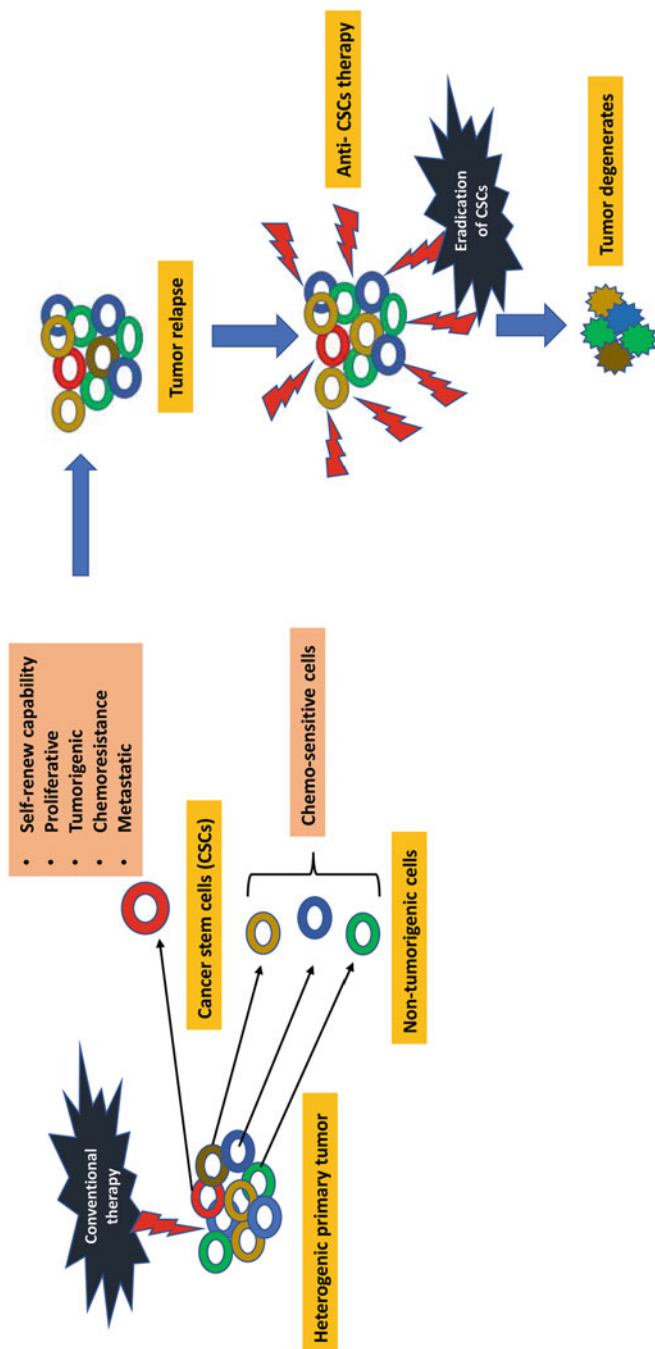 Conventional
therapy
Heterogenic primary tumor
Cancer stem cells (CSCs)
• Self-renew capability
• Proliferative
• Tumorigenic
• Chemoresistance
• Metastatic
Chemo-sensitive cells
Non-tumorigenic cells
Tumor relapse
Anti- CSCs therapy
Eradication
of CSCs
Tumor degenerates